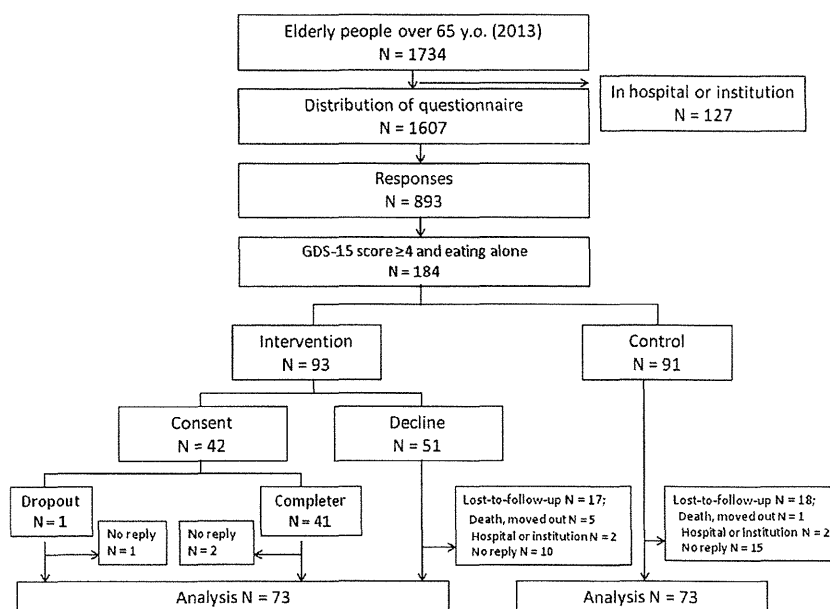 Elderly people over 65 y.o. (2013)
N = 1734
In hospital or institution
N = 127
Distribution of questionnaire
N = 1607
Responses
N = 893
GDS-15 score ≥4 and eating alone
N = 184
Intervention
N = 93
Control
N = 91
Consent
N = 42
Decline
N = 51
Dropout
N = 1
Completer
N = 41
No reply
N = 1
No reply
N = 2
Lost-to-follow-up N = 17;
Death, moved out N = 5
Hospital or institution N = 2
No reply N = 10
Lost-to-follow-up N = 18;
Death, moved out N = 1
Hospital or Institution N = 2
No reply N = 15
Analysis N = 73
Analysis N = 73